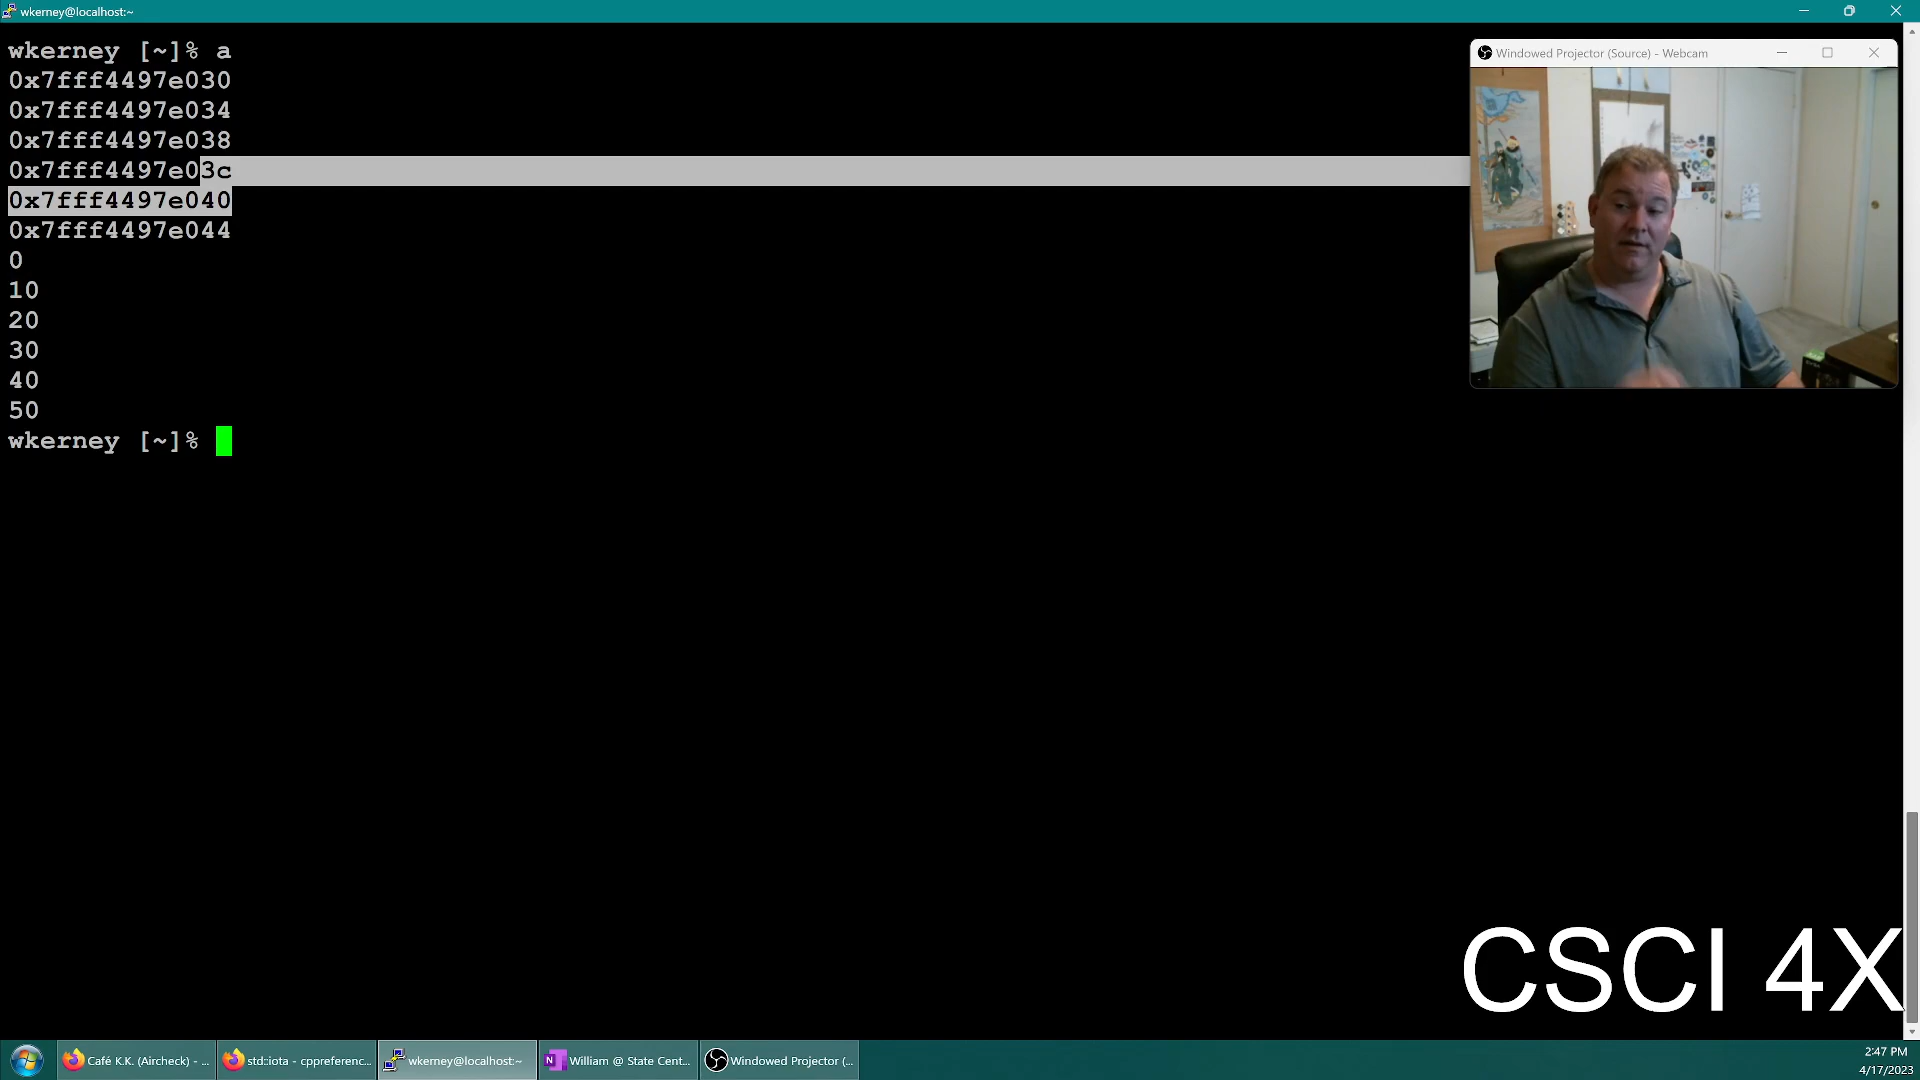 wkerney@localhost:~
wkerney [~]% a
0x7fff4497e030
0x7fff4497e034
0x7fff4497e038
0x7fff4497e03c
0x7fff4497e040
0x7fff4497e044
0
10
20
30
40
50
wkerney [~]%
Windowed Projector (Source) - Webcam
CSCI 4X
Café K.K. (Aircheck) - ...
std::iota - cppreferenc...
wkerney@localhost:~
N
William @ State Cent...
Windowed Projector (...
2:47 PM
4/17/2023